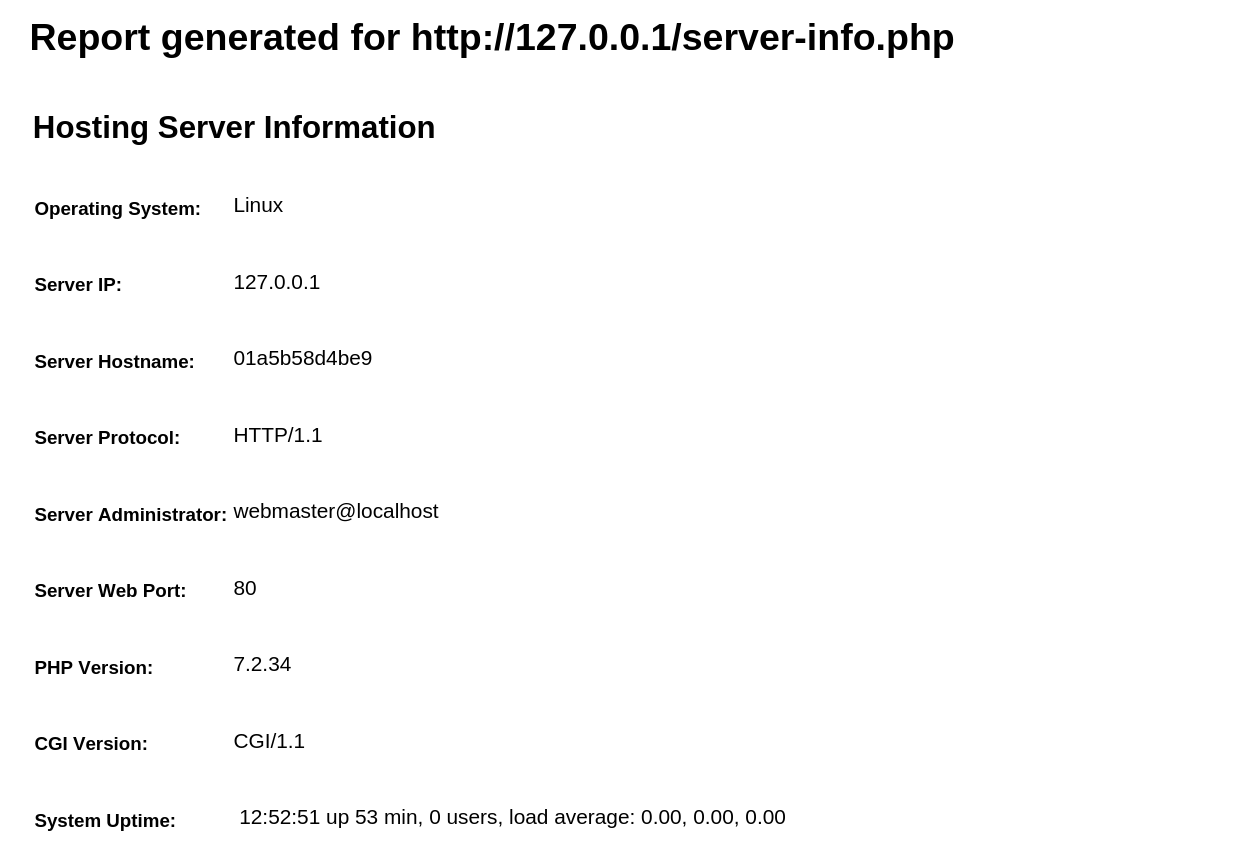 Report generated for http://127.0.0.1/server-info.php
Hosting Server Information
Operating System: Linux
Server IP: 127.0.0.1
Server Hostname: 01a5b58d4be9
Server Protocol: HTTP/1.1
Server Administrator: webmaster@localhost
Server Web Port: 80
PHP Version: 7.2.34
CGI Version: CGI/1.1
System Uptime: 12:52:51 up 53 min, 0 users, load average: 0.00, 0.00, 0.00